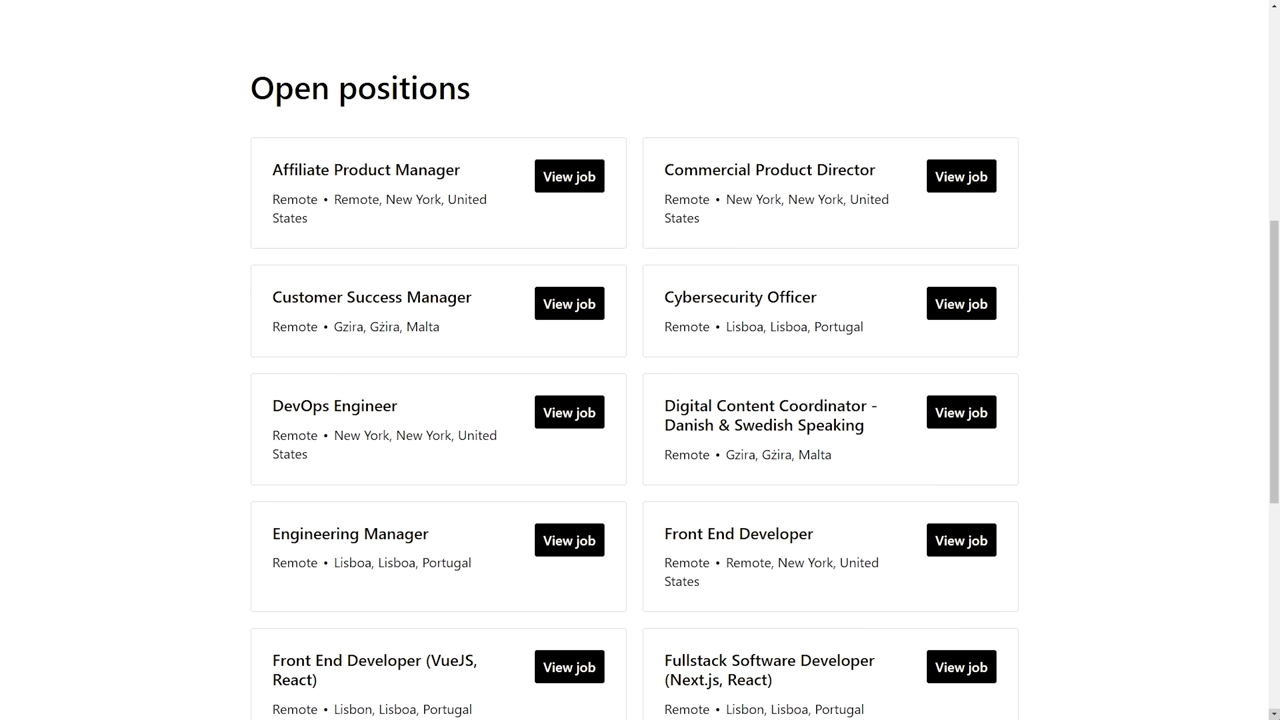 Open positions
Affiliate Product Manager
View job
Remote • Remote, New York, United
States
Commercial Product Director
View job
Remote • New York, New York, United
States
Customer Success Manager
View job
Remote • Gzira, Gżira, Malta
Cybersecurity Officer
View job
Remote • Lisboa, Lisboa, Portugal
DevOps Engineer
View job
Remote • New York, New York, United
States
Digital Content Coordinator -
Danish & Swedish Speaking
View job
Remote • Gzira, Gżira, Malta
Engineering Manager
View job
Remote • Lisboa, Lisboa, Portugal
Front End Developer
View job
Remote • Remote, New York, United
States
Front End Developer (VueJS,
React)
View job
Remote • Lisbon, Lisboa, Portugal
Fullstack Software Developer
(Next.js, React)
View job
Remote • Lisbon, Lisboa, Portugal